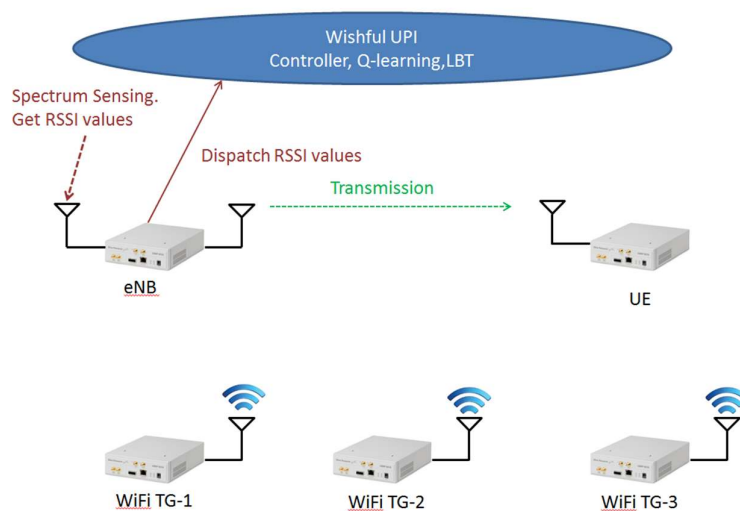 Wishful UPI
Controller, Q-learning,LBT
Spectrum Sensing.
Get RSSI values
Dispatch RSSI values
Transmission
eNB
UE
WiFi TG-1
WiFi TG-2
WiFi TG-3